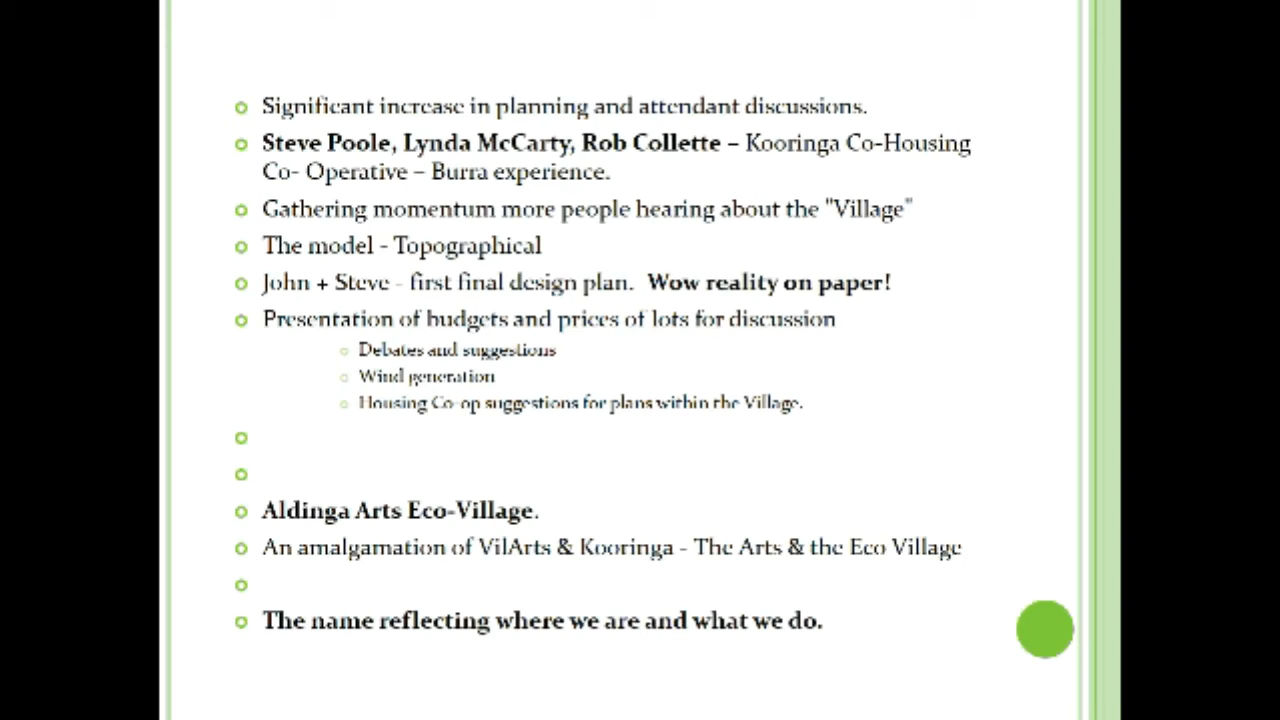 Significant increase in planning and attendant discussions.
Steve Poole, Lynda McCarty, Rob Collette – Kooringa Co-Housing
Co- Operative – Burra experience.
Gathering momentum more people hearing about the "Village"
The model - Topographical
John + Steve - first final design plan. Wow reality on paper!
Presentation of budgets and prices of lots for discussion
Debates and suggestions
Wind generation
Housing Co-op suggestions for plans within the Village.
Aldinga Arts Eco-Village.
An amalgamation of VilArts & Kooringa - The Arts & the Eco Village
The name reflecting where we are and what we do.